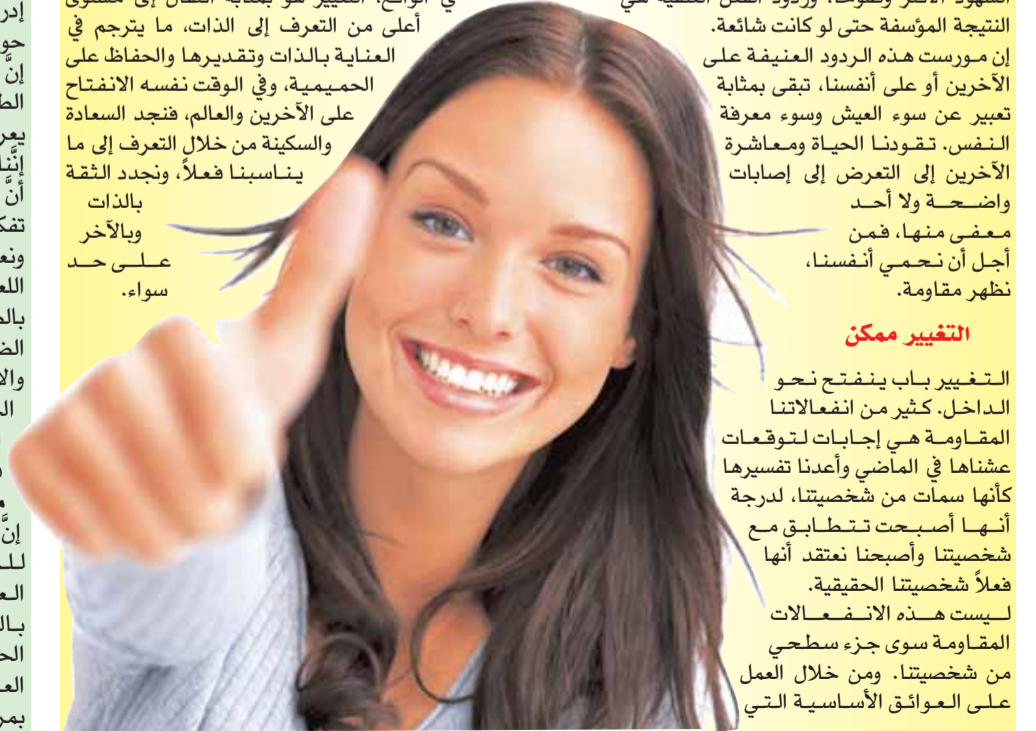 النتيجة المؤسفة حتى لو كانت شائعة.
إن مورست هذه الردود العنيفة على
الآخرين أو على أنفسنا، تبقى بمثابة
تعبير عن سوء العيش وسوء معرفة
النفس. تقودنا الحياة ومعاشرة
الآخرين إلى التعرض إلى إصابات
واضحة ولا أحد
معفى منها، فمن
أجل أن نحمي أنفسنا،
نظهر مقاومة.
التغيير ممكن
التغيير باب ينفتح نحو
الداخل. كثير من انفعالاتنا
المقاومة هي إجابات لتوقعات
عشناها في الماضي وأعدنا تفسيرها
كأنها سمات من شخصيتنا، لدرجة
أنها أصبحت تتطابق مع
شخصيتنا وأصبحنا نعتقد أنها
فعلاً شخصيتنا الحقيقية.
ليست هذه الانفعالات
المقاومة سوى جزء سطحي
من شخصيتنا. ومن خلال العمل
على العوائق الأساسية التي
أعلى من التعرف إلى الذات، ما يترجم في
العناية بالذات وتقديرها والحفاظ على
الحميمية، وفي الوقت نفسه الانفتاح
على الآخرين والعالم، فنجد السعادة
والسكينة من خلال التعرف إلى ما
يناسبنا فعلاً، ونجدد الثقة
بالذات
وبالآخر
على حد
سواء.